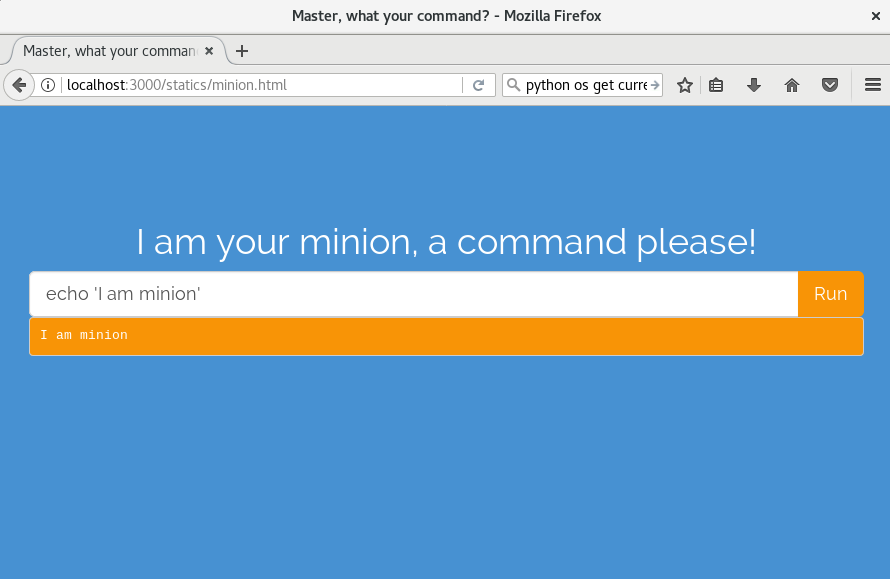 Master, what your command? - Mozilla Firefox
Master, what your comman
localhost:3000/statics/minion.html
python os get curre
I am your minion, a command please!
echo 'I am minion'
Run
I am minion